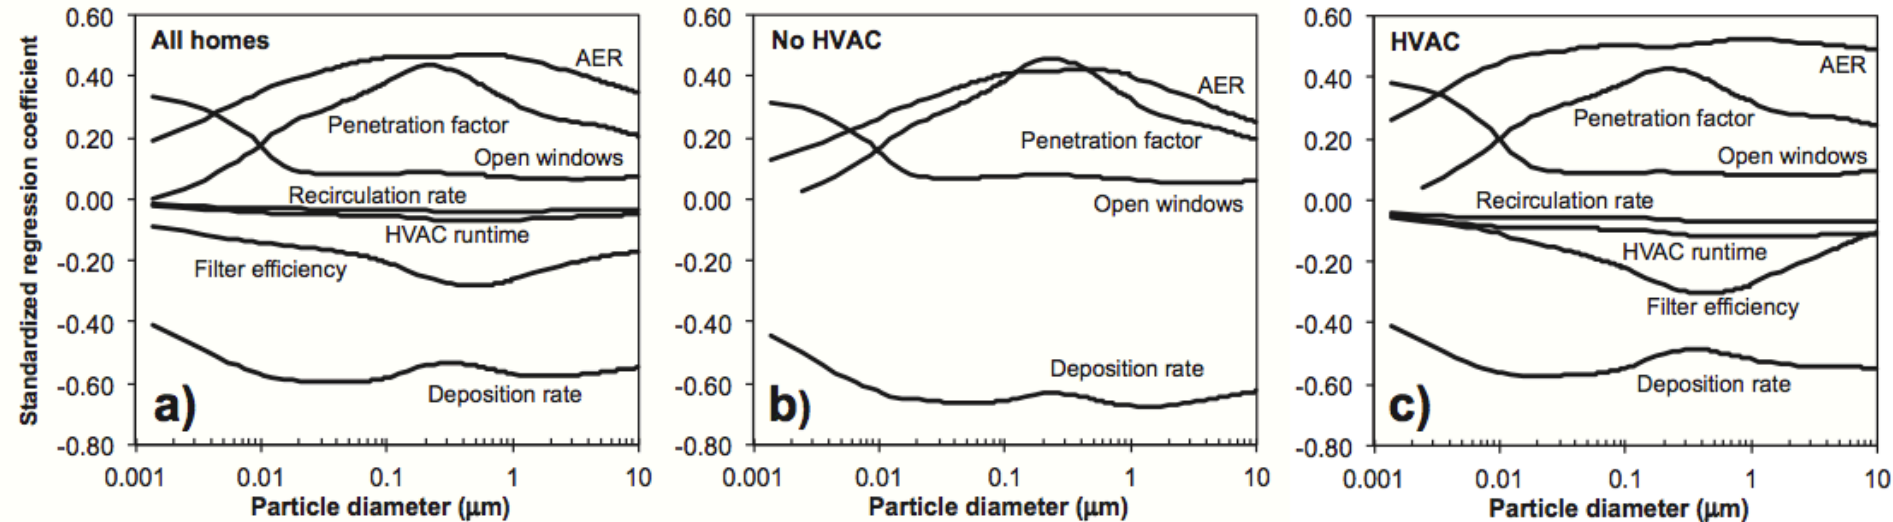 Standardized regression coefficient
0.60
0.40
0.20
0.00
-0.20
-0.40
-0.60
-0.80
All homes
AER
Penetration factor
Open windows
Recirculation rate
HVAC runtime
Filter efficiency
Deposition rate
a)
0.001 0.01 0.1 1 10
Particle diameter (μm)
0.60
0.40
0.20
0.00
-0.20
-0.40
-0.60
-0.80
No HVAC
AER
Penetration factor
Open windows
Deposition rate
b)
0.001 0.01 0.1 1 10
Particle diameter (μm)
0.60
0.40
0.20
0.00
-0.20
-0.40
-0.60
-0.80
HVAC
AER
Penetration factor
Open windows
Recirculation rate
HVAC runtime
Filter efficiency
Deposition rate
c)
0.001 0.01 0.1 1 10
Particle diameter (μm)